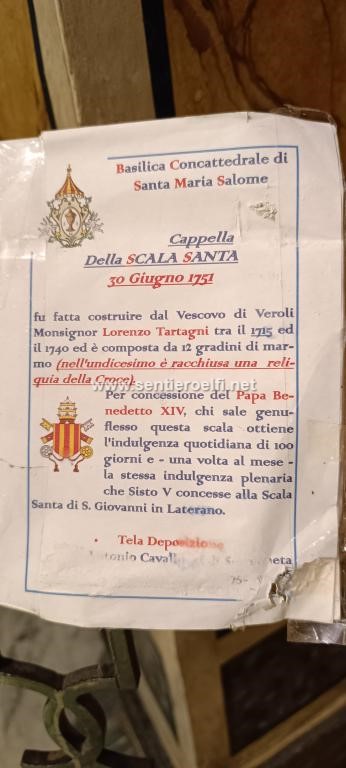 Basilica Concattedrale di
Santa Maria Salome
Cappella
Della SCALA SANTA
30 Giugno 1751
fu fatta costruire dal Vescovo di Veroli
Monsignor Lorenzo Tartagni tra il 1715 ed
il 1740 ed è composta da 12 gradini di mar-
mo (nell'undicesimo è racchiusa una reli-
quia della Croce).
www.sentieroelfi.net
Per concessione del Papa Be-
nedetto XIV, chi sale genu-
flesso questa scala ottiene
l'indulgenza quotidiana di 100
giorni e - una volta al mese -
la stessa indulgenza plenaria
che Sisto V concesse alla Scala
Santa di S. Giovanni in Laterano.
• Tela Deposizione